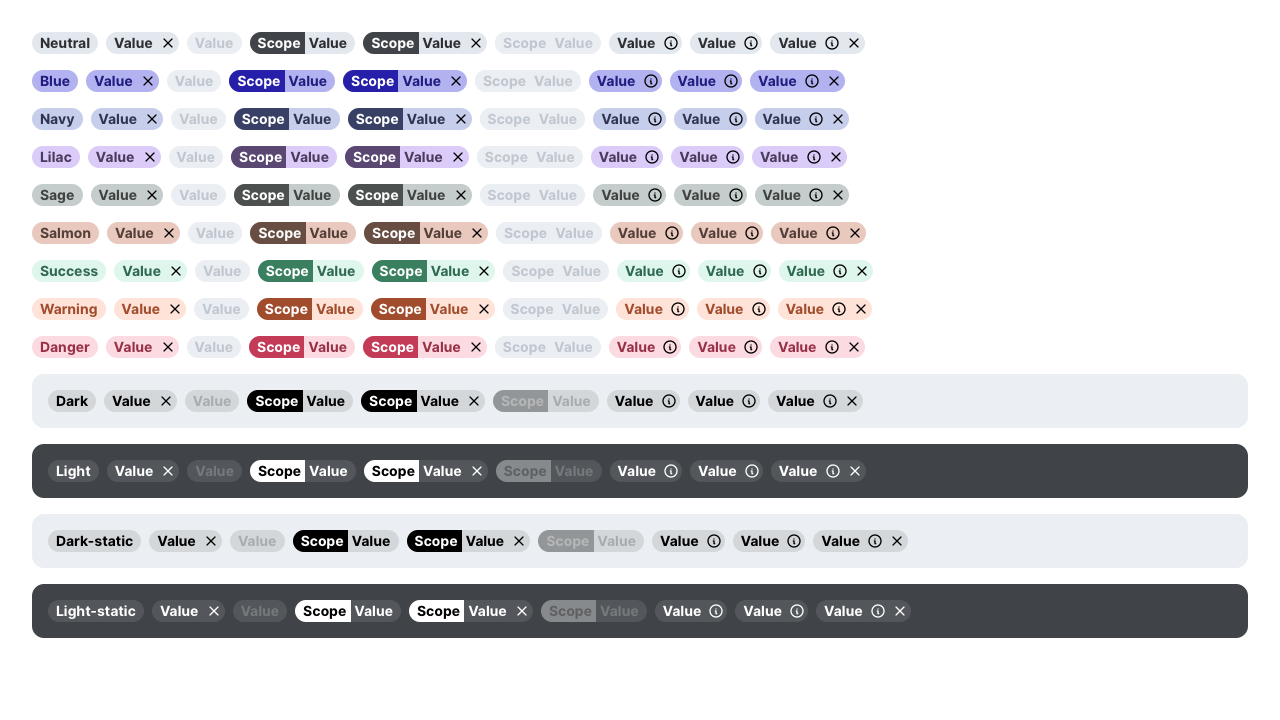 Neutral Value Value Scope Value Scope Value Scope Value Value Value Value
Blue Value Value Scope Value Scope Value Scope Value Value Value Value
Navy Value Value Scope Value Scope Value Scope Value Value Value Value
Lilac Value Value Scope Value Scope Value Scope Value Value Value Value
Sage Value Value Scope Value Scope Value Scope Value Value Value Value
Salmon Value Value Scope Value Scope Value Scope Value Value Value Value
Success Value Value Scope Value Scope Value Scope Value Value Value Value
Warning Value Value Scope Value Scope Value Scope Value Value Value Value
Danger Value Value Scope Value Scope Value Scope Value Value Value Value
Dark Value Value Scope Value Scope Value Scope Value Value Value Value
Light Value Value Scope Value Scope Value Scope Value Value Value Value
Dark-static Value Value Scope Value Scope Value Scope Value Value Value Value
Light-static Value Value Scope Value Scope Value Scope Value Value Value Value